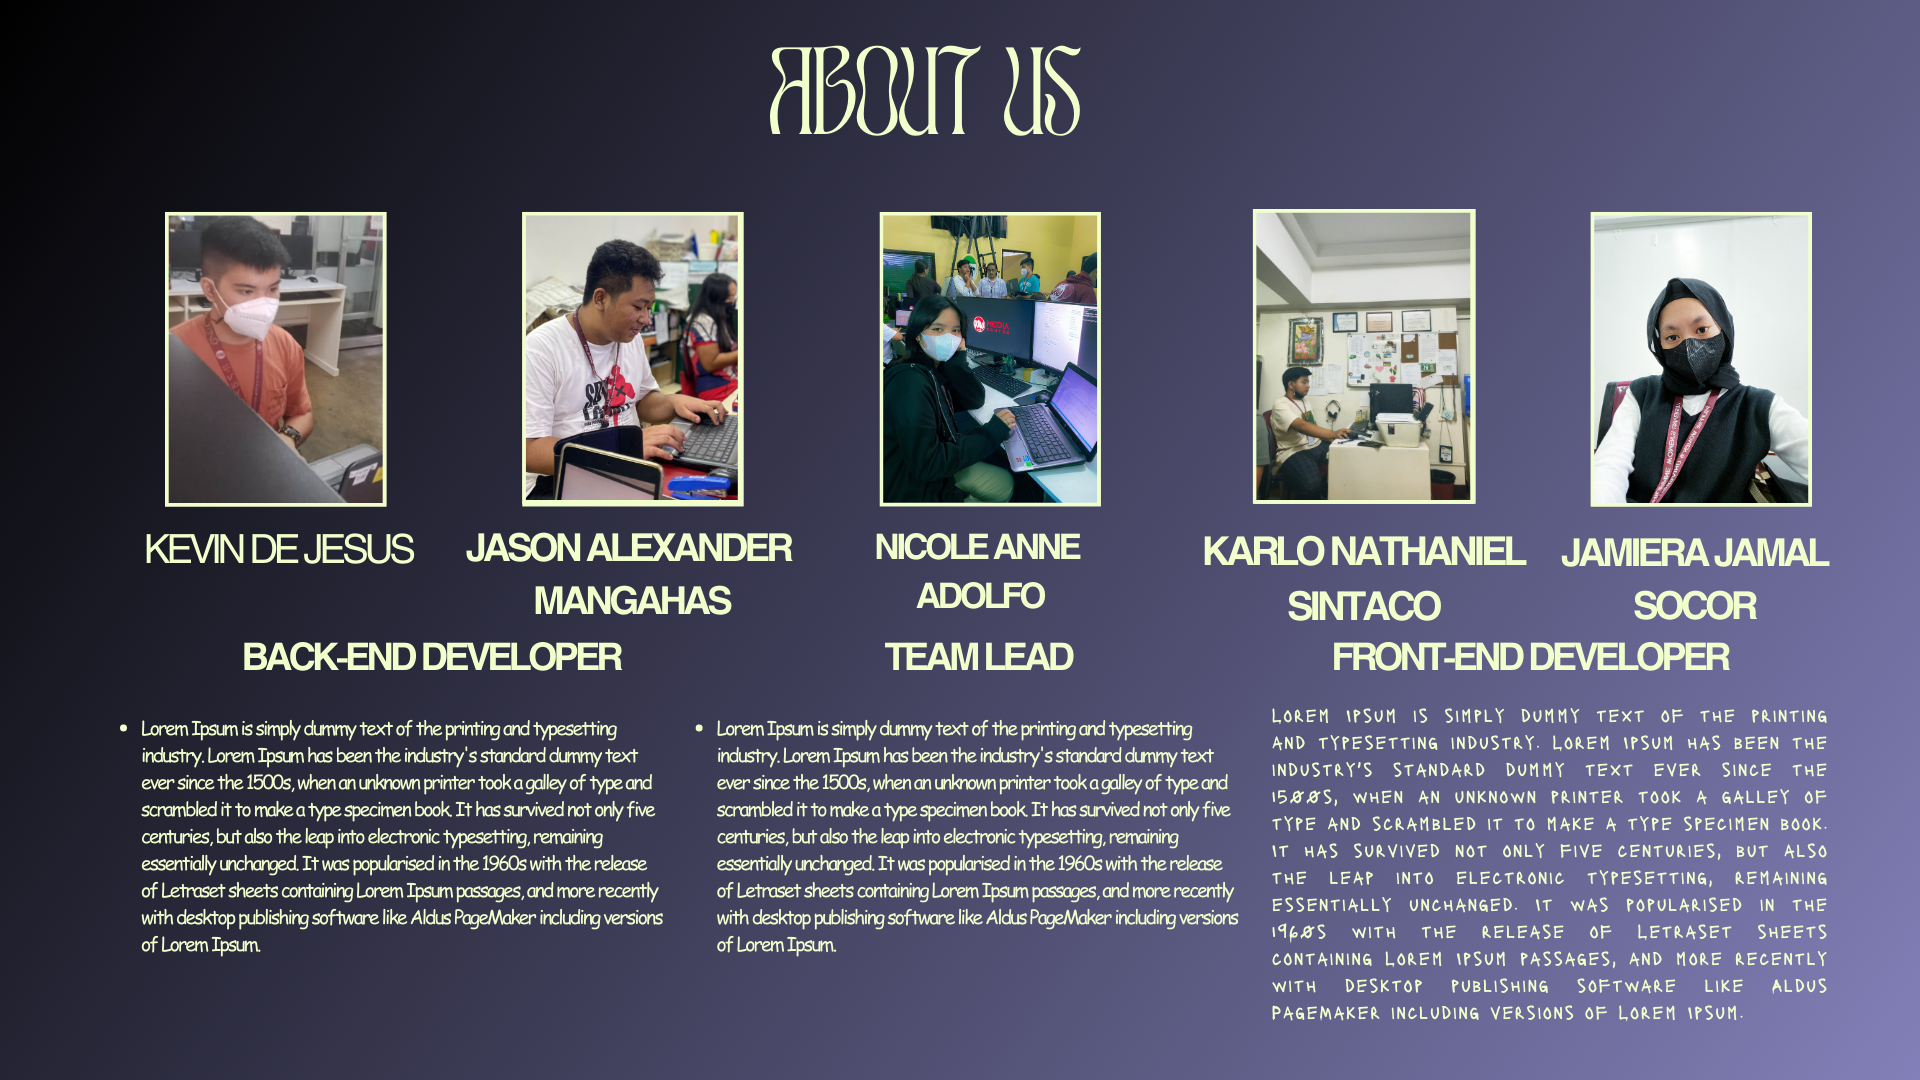 ABOUT US
MEDIA
KEVIN DE JESUS
JASON ALEXANDER
MANGAHAS
NICOLE ANNE
ADOLFO
KARLO NATHANIEL
SINTACO
JAMIERA JAMAL
SOCOR
BACK-END DEVELOPER
TEAM LEAD
FRONT-END DEVELOPER
• Lorem Ipsum is simply dummy text of the printing and typesetting
industry. Lorem Ipsum has been the industry's standard dummy text
ever since the 1500s, when an unknown printer took a galley of type and
scrambled it to make a type specimen book. It has survived not only five
centuries, but also the leap into electronic typesetting, remaining
essentially unchanged. It was popularised in the 1960s with the release
of Letraset sheets containing Lorem Ipsum passages, and more recently
with desktop publishing software like Aldus PageMaker including versions
of Lorem Ipsum.
• Lorem Ipsum is simply dummy text of the printing and typesetting
industry. Lorem Ipsum has been the industry's standard dummy text
ever since the 1500s, when an unknown printer took a galley of type and
scrambled it to make a type specimen book. It has survived not only five
centuries, but also the leap into electronic typesetting, remaining
essentially unchanged. It was popularised in the 1960s with the release
of Letraset sheets containing Lorem Ipsum passages, and more recently
with desktop publishing software like Aldus PageMaker including versions
of Lorem Ipsum.
LOREM IPSUM IS SIMPLY DUMMY TEXT OF THE PRINTING
AND TYPESETTING INDUSTRY. LOREM IPSUM HAS BEEN THE
INDUSTRY'S STANDARD DUMMY TEXT EVER SINCE THE
1500S, WHEN AN UNKNOWN PRINTER TOOK A GALLEY OF
TYPE AND SCRAMBLED IT TO MAKE A TYPE SPECIMEN BOOK.
IT HAS SURVIVED NOT ONLY FIVE CENTURIES, BUT ALSO
THE LEAP INTO ELECTRONIC TYPESETTING, REMAINING
ESSENTIALLY UNCHANGED. IT WAS POPULARISED IN THE
1960S WITH THE RELEASE OF LETRASET SHEETS
CONTAINING LOREM IPSUM PASSAGES, AND MORE RECENTLY
WITH DESKTOP PUBLISHING SOFTWARE LIKE ALDUS
PAGEMAKER INCLUDING VERSIONS OF LOREM IPSUM.